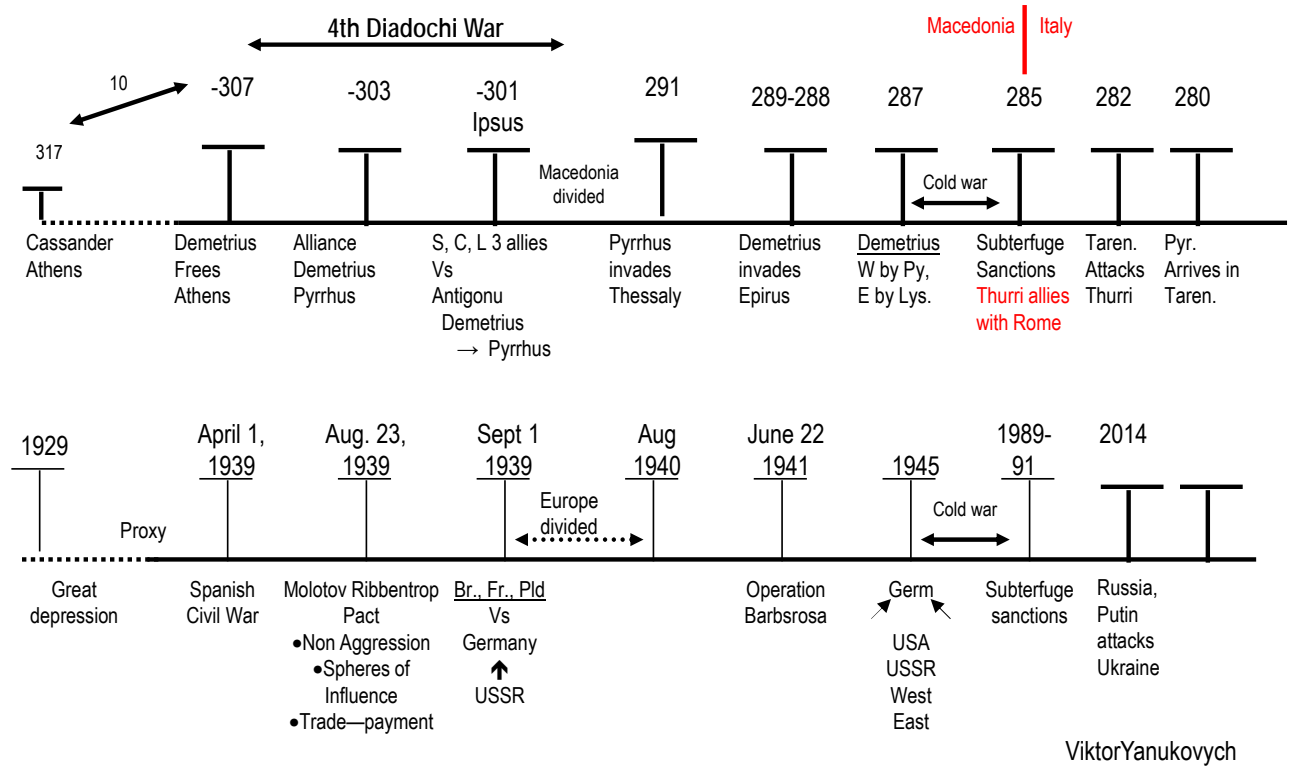 Macedonia Italy
4th Diadochi War
10
-307
-303
-301
Ipsus
291
289-288
287
285
282
280
317
Macedonia
divided
Cold war
Cassander
Athens
Demetrius
Frees
Athens
Alliance
Demetrius
Pyrrhus
S, C, L 3 allies
Vs
Antigonu
Demetrius
→ Pyrrhus
Pyrrhus
invades
Thessaly
Demetrius
invades
Epirus
Demetrius
W by Py,
E by Lys.
Subterfuge
Sanctions
Thurri allies
with Rome
Taren.
Attacks
Thurri
Pyr.
Arrives in
Taren.
1929
April 1,
1939
Aug. 23,
1939
Sept 1
1939
Aug
1940
June 22
1941
1945
1989-
91
2014
Proxy
Europe
divided
Cold war
Great
depression
Spanish
Civil War
Molotov Ribbentrop
Pact
•Non Aggression
•Spheres of
Influence
•Trade—payment
Br., Fr., Pld
Vs
Germany
USSR
Operation
Barbsrosa
Germ
USA
USSR
West
East
Subterfuge
sanctions
Russia,
Putin
attacks
Ukraine
ViktorYanukovych